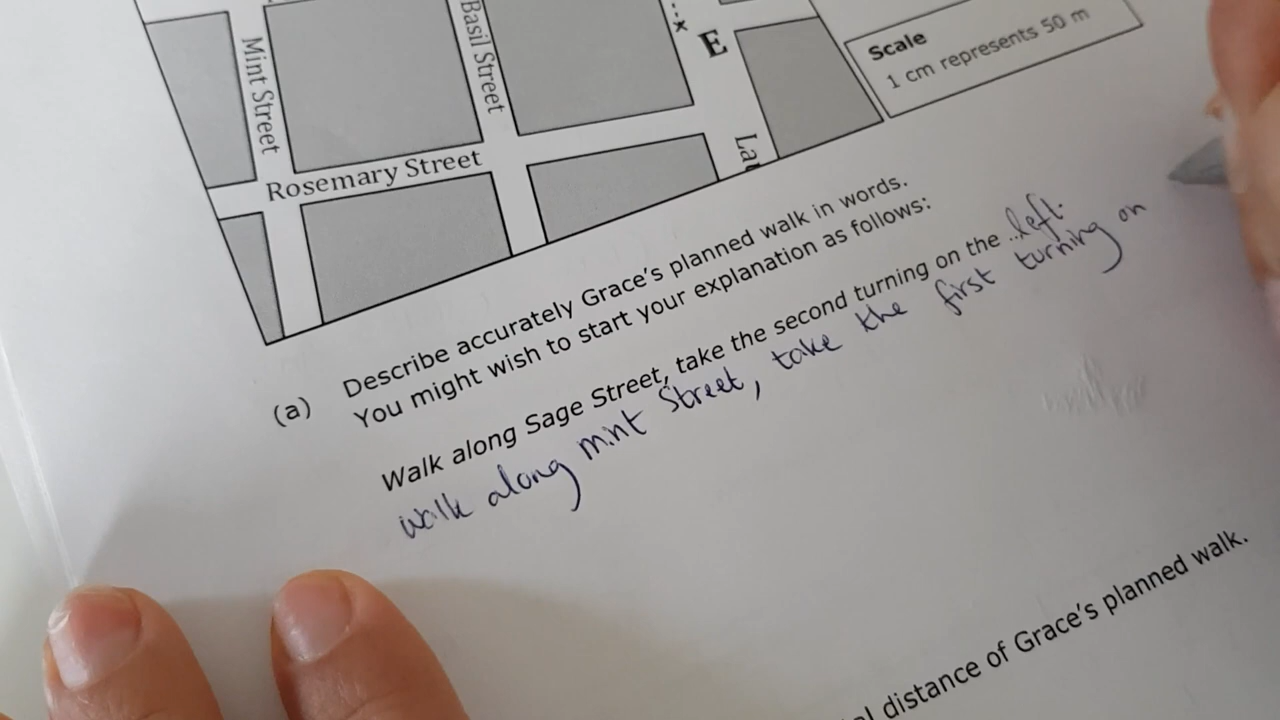 Mint Street
Basil Street
E
Scale
1 cm represents 50 m
Rosemary Street
Lau
(a) Describe accurately Grace's planned walk in words.
You might wish to start your explanation as follows:
Walk along Sage Street, take the second turning on the ..left.
walk along mint Street, take the first turning on
al distance of Grace's planned walk.